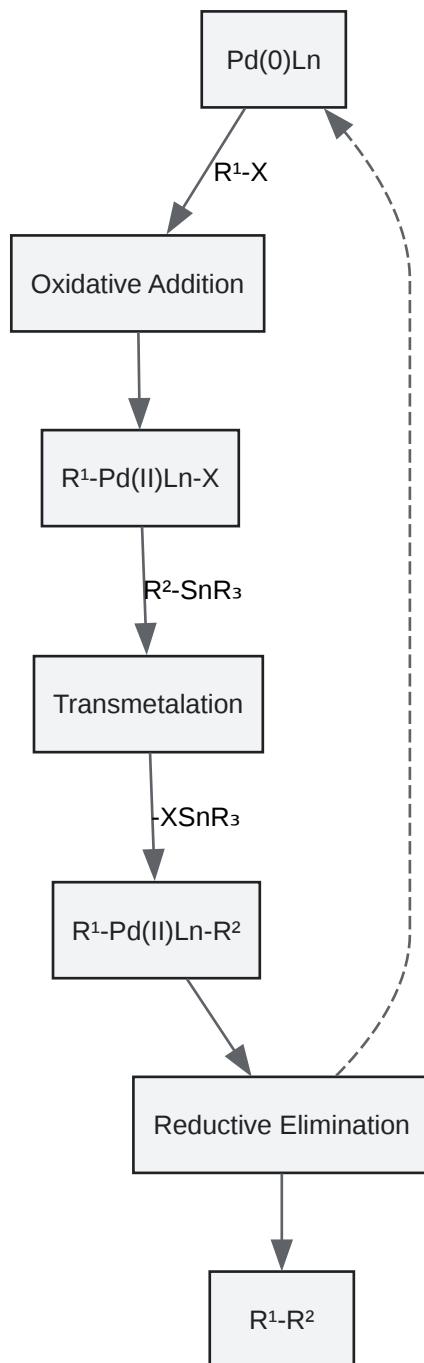 Pd(0)Ln
R¹-X
Oxidative Addition
R¹-Pd(II)Ln-X
R²-SnR₃
Transmetalation
-XSnR₃
R¹-Pd(II)Ln-R²
Reductive Elimination
R¹-R²